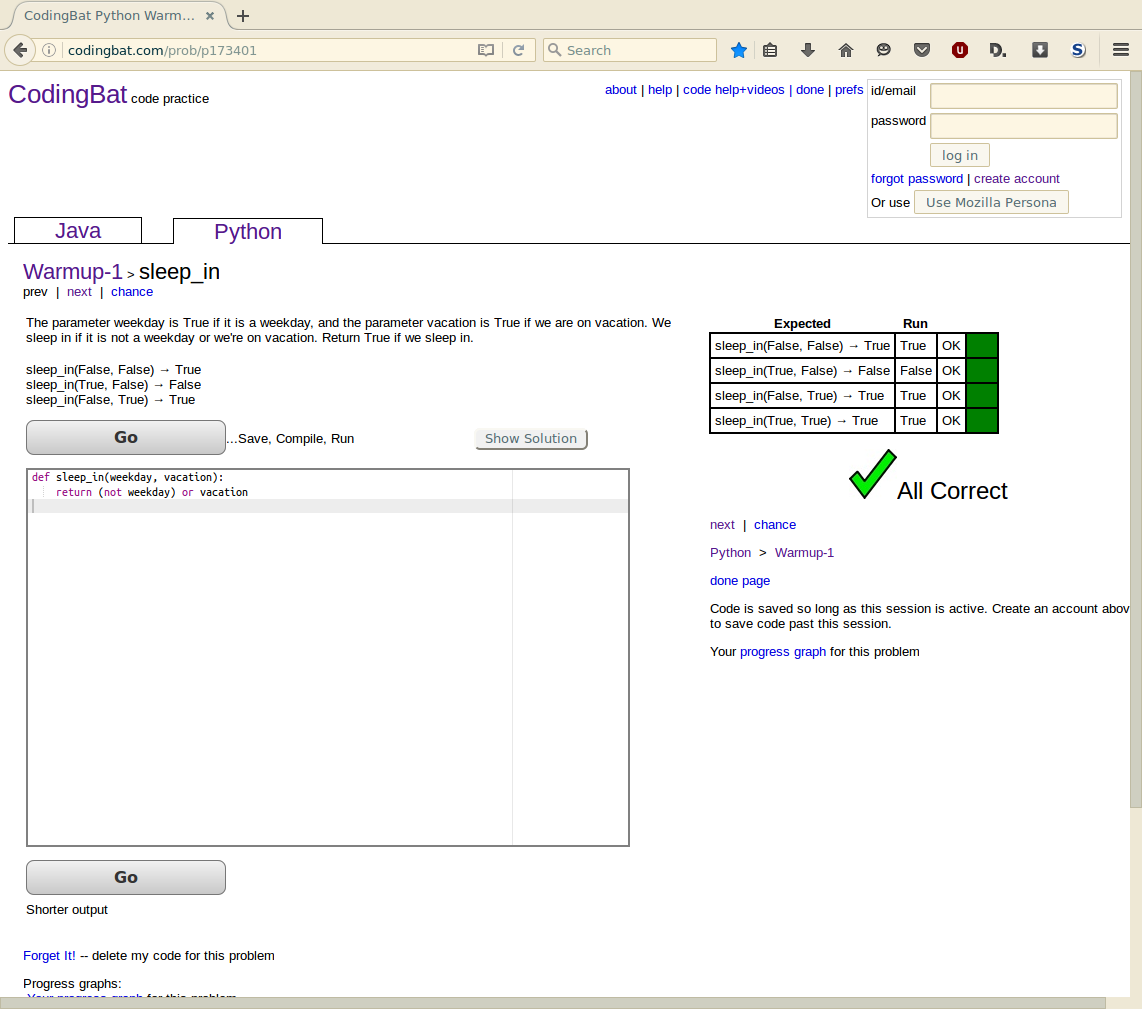 CodingBat Python Warm... ×
codingbat.com/prob/p173401
Search
CodingBat code practice
about | help | code help+videos | done | prefs
id/email
password
log in
forgot password | create account
Or use Use Mozilla Persona
Java
Python
Warmup-1 > sleep_in
prev | next | chance
The parameter weekday is True if it is a weekday, and the parameter vacation is True if we are on vacation. We
sleep in if it is not a weekday or we're on vacation. Return True if we sleep in.
sleep_in(False, False) → True
sleep_in(True, False) → False
sleep_in(False, True) → True
Go
...Save, Compile, Run
Show Solution
def sleep_in(weekday, vacation):
return (not weekday) or vacation
Go
Shorter output
Forget It! -- delete my code for this problem
Progress graphs:
Your progress graph for this problem
Expected Run
sleep_in(False, False) → True True OK
sleep_in(True, False) → False False OK
sleep_in(False, True) → True True OK
sleep_in(True, True) → True True OK
All Correct
next | chance
Python > Warmup-1
done page
Code is saved so long as this session is active. Create an account abov
to save code past this session.
Your progress graph for this problem